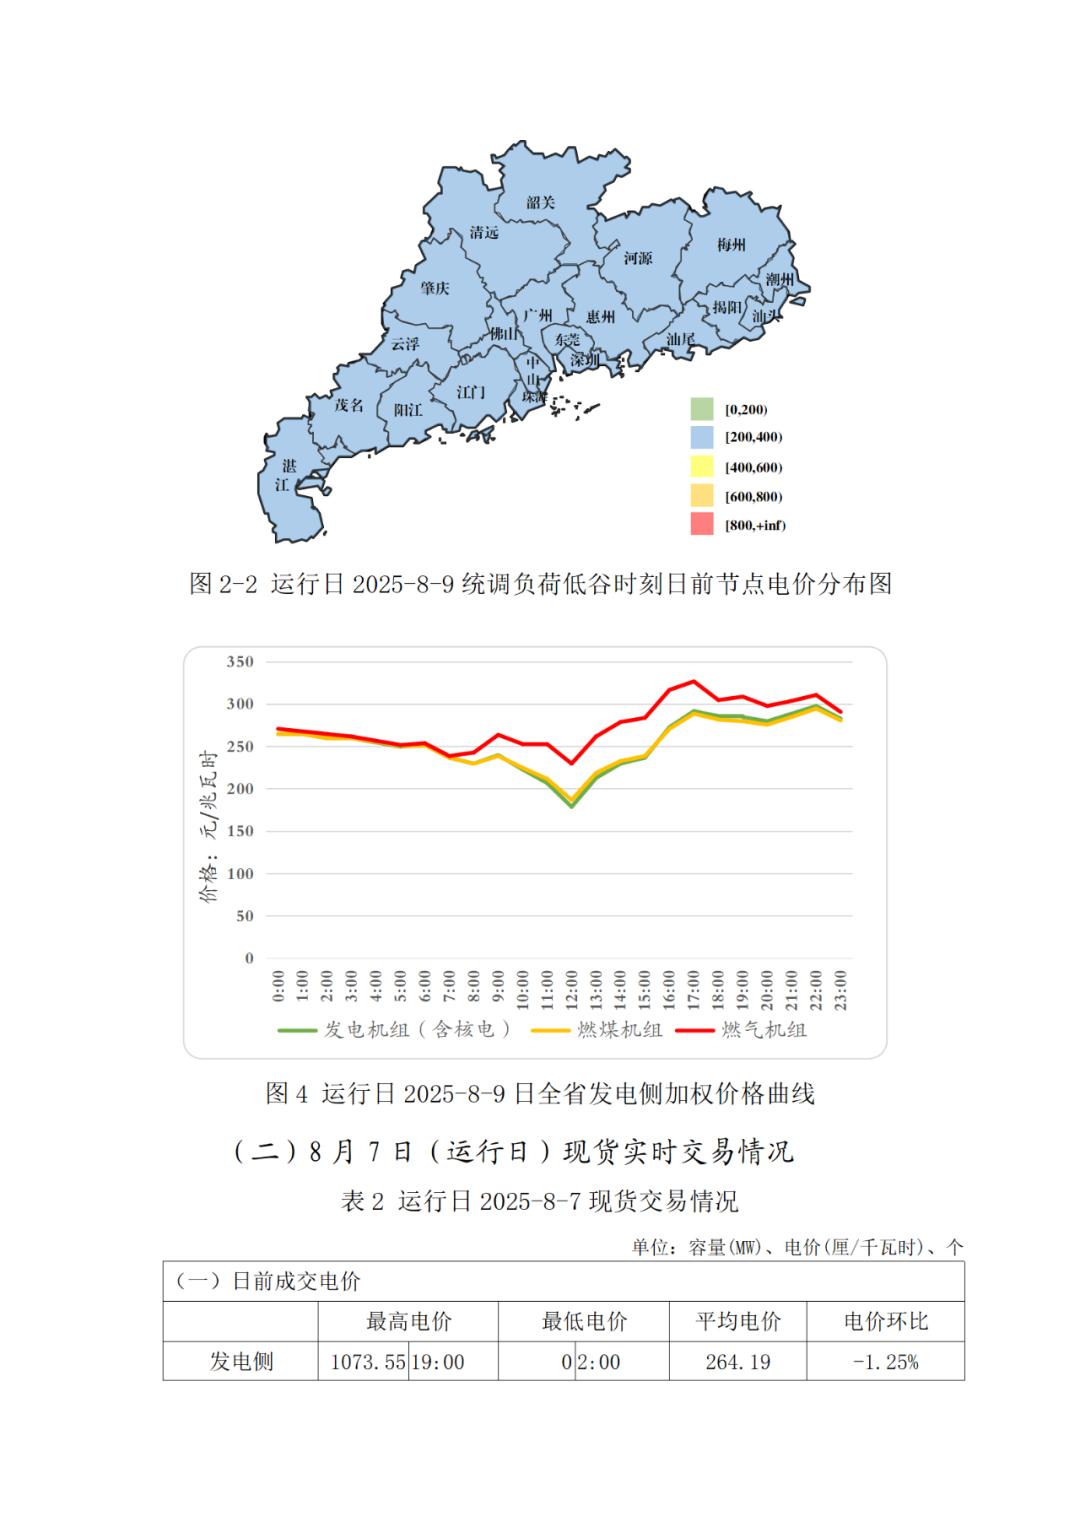 韶关
清远
梅州
河源
潮州
肇庆
揭阳
广州
惠州
汕头
佛山
东莞
汕尾
云浮
深圳
中
山
江门
珠海
茂名
阳江
湛
江
[0,200)
[200,400)
[400,600)
[600,800)
[800,+inf)
图 2-2 运行日 2025-8-9 统调负荷低谷时刻日前节点电价分布图
价格：元/兆瓦时
350
300
250
200
150
100
50
0
0:00 1:00 2:00 3:00 4:00 5:00 6:00 7:00 8:00 9:00 10:00 11:00 12:00 13:00 14:00 15:00 16:00 17:00 18:00 19:00 20:00 21:00 22:00 23:00
发电机组（含核电） 燃煤机组 燃气机组
图 4 运行日 2025-8-9 日全省发电侧加权价格曲线
（二）8 月 7 日（运行日）现货实时交易情况
表 2 运行日 2025-8-7 现货交易情况
单位：容量(MW)、电价(厘/千瓦时)、个
（一）日前成交电价
最高电价 最低电价 平均电价 电价环比
发电侧 1073.55 19:00 0 2:00 264.19 -1.25%